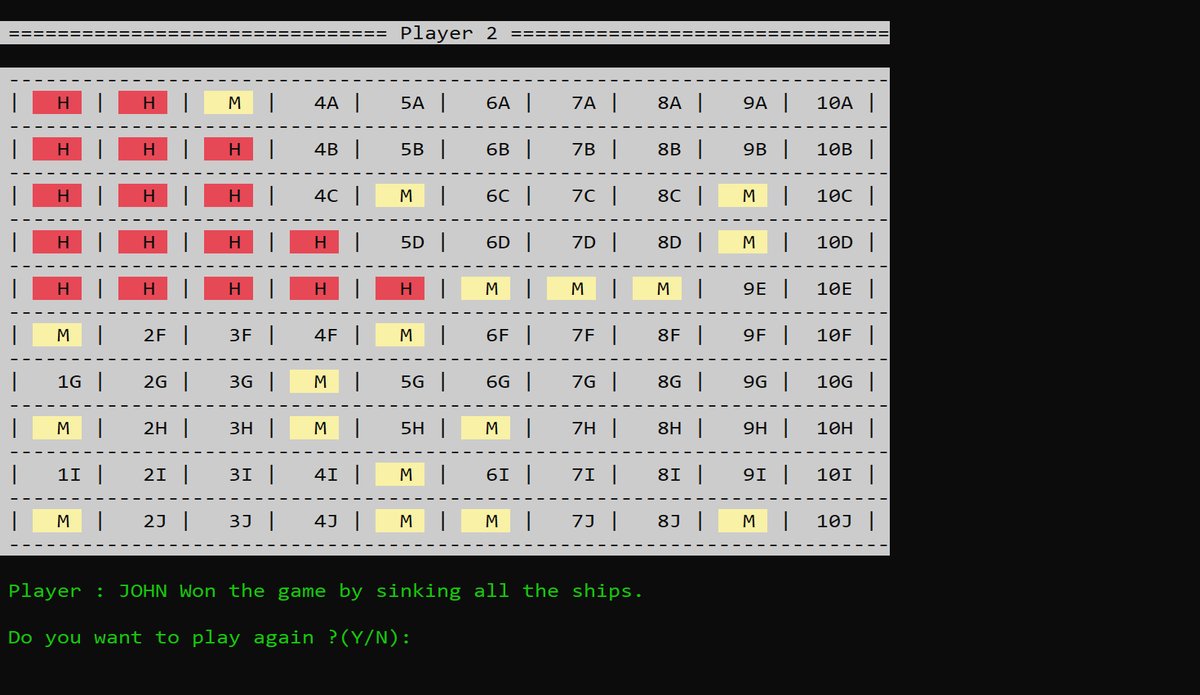 =============================== Player 2 ===============================
------------------------------------------------------------------------
| H | H | M | 4A | 5A | 6A | 7A | 8A | 9A | 10A |
------------------------------------------------------------------------
| H | H | H | 4B | 5B | 6B | 7B | 8B | 9B | 10B |
------------------------------------------------------------------------
| H | H | H | 4C | M | 6C | 7C | 8C | M | 10C |
------------------------------------------------------------------------
| H | H | H | H | 5D | 6D | 7D | 8D | M | 10D |
------------------------------------------------------------------------
| H | H | H | H | H | M | M | M | 9E | 10E |
------------------------------------------------------------------------
| M | 2F | 3F | 4F | M | 6F | 7F | 8F | 9F | 10F |
------------------------------------------------------------------------
| 1G | 2G | 3G | M | 5G | 6G | 7G | 8G | 9G | 10G |
------------------------------------------------------------------------
| M | 2H | 3H | M | 5H | M | 7H | 8H | 9H | 10H |
------------------------------------------------------------------------
| 1I | 2I | 3I | 4I | M | 6I | 7I | 8I | 9I | 10I |
------------------------------------------------------------------------
| M | 2J | 3J | 4J | M | M | 7J | 8J | M | 10J |
------------------------------------------------------------------------
Player : JOHN Won the game by sinking all the ships.
Do you want to play again ?(Y/N):